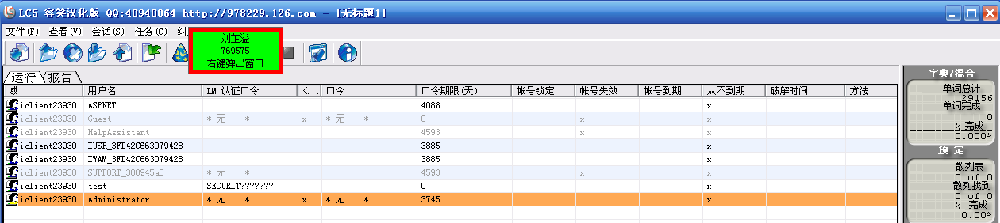 LC5 容笑汉化版 QQ:40940064 http://978229.126.com - [无标题1]
文件(F) 查看(V) 会话(S) 任务(C) 纠
刘芷溢
769575
右键弹出窗口
运行 报告
域 用户名 LM 认证口令 <... 口令 口令期限(天) 帐号锁定 帐号失效 帐号到期 从不到期 破解时间 方法
iclient23930 ASPNET 4088 x
iclient23930 Guest * 无 * x * 无 * 0 x x
iclient23930 HelpAssistant 4593 x x
iclient23930 IUSR_3FD42C663D79428 3885 x
iclient23930 IWAM_3FD42C663D79428 3885 x
iclient23930 SUPPORT_388945a0 * 无 * 4593 x x
iclient23930 test SECURIT??????? 0 x
iclient23930 Administrator * 无 * x * 无 * 3745 x
字典/混合
单词总计
29156
单词完成
0
% 完成
0.000%
预 定
散列表
0 of 0
散列找到
0 of 0
% 完成
0.00%